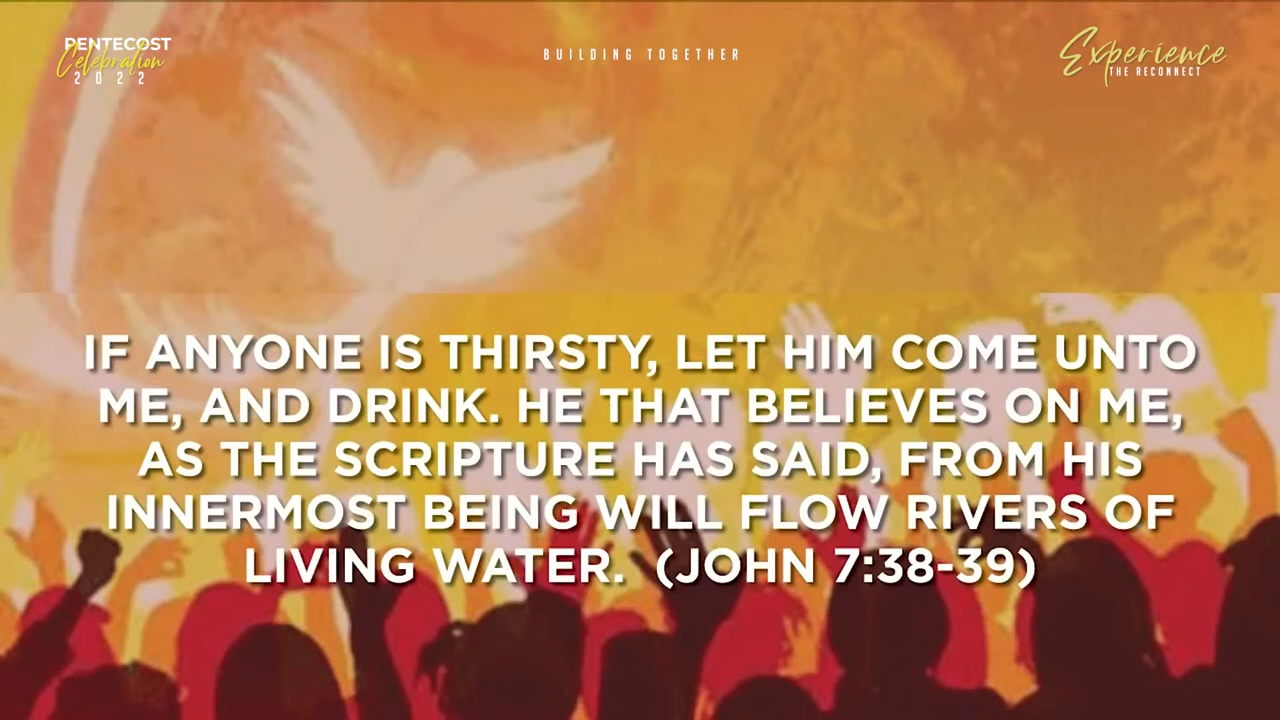 PENTECOST
Celebration
2022
BUILDING TOGETHER
Experience
THE RECONNECT
IF ANYONE IS THIRSTY, LET HIM COME UNTO
ME, AND DRINK. HE THAT BELIEVES ON ME,
AS THE SCRIPTURE HAS SAID, FROM HIS
INNERMOST BEING WILL FLOW RIVERS OF
LIVING WATER. (JOHN 7:38-39)